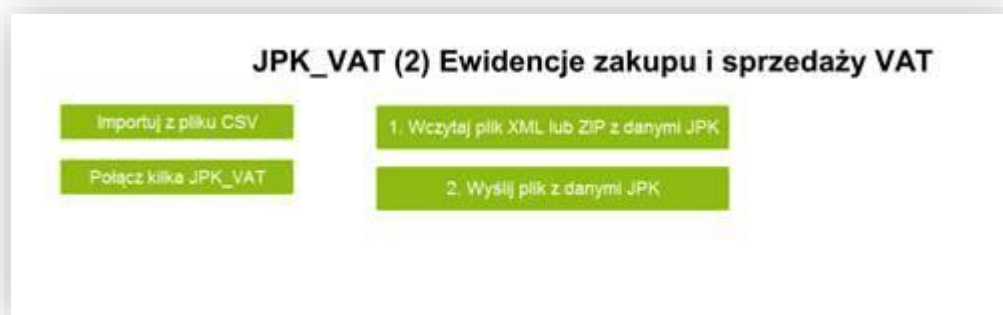 JPK_VAT (2) Ewidencje zakupu i sprzedaży VAT
Importuj z pliku CSV
Połącz kilka JPK_VAT
1. Wczytaj plik XML lub ZIP z danymi JPK
2. Wyślij plik z danymi JPK